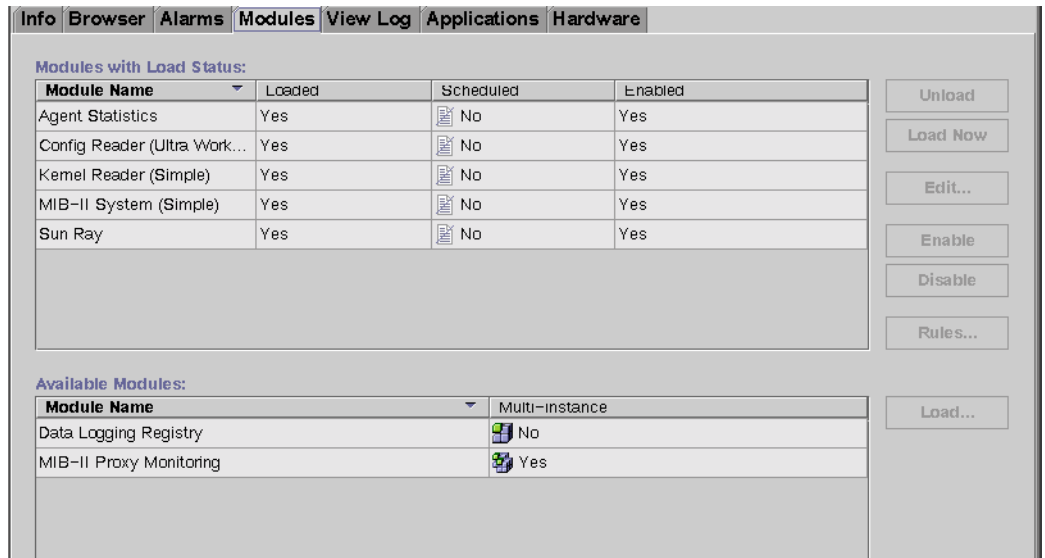 Info Browser Alarms Modules View Log Applications Hardware
Modules with Load Status:
Module Name Loaded Scheduled Enabled
Agent Statistics Yes No Yes
Config Reader (Ultra Work... Yes No Yes
Kernel Reader (Simple) Yes No Yes
MIB-II System (Simple) Yes No Yes
Sun Ray Yes No Yes
Unload
Load Now
Edit...
Enable
Disable
Rules...
Available Modules:
Module Name Multi-Instance
Data Logging Registry No
MIB-II Proxy Monitoring Yes
Load...